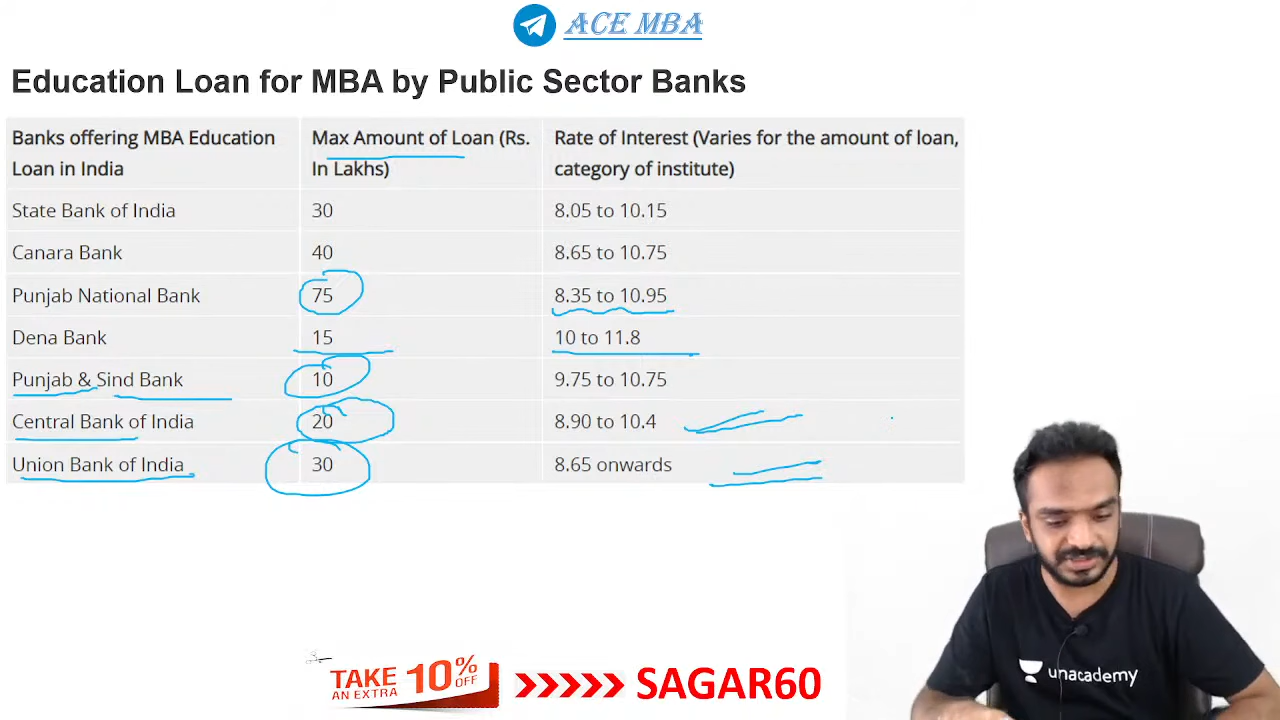 ACE MBA
Education Loan for MBA by Public Sector Banks
Banks offering MBA Education Loan in India
Max Amount of Loan (Rs. In Lakhs)
Rate of Interest (Varies for the amount of loan, category of institute)
State Bank of India 30 8.05 to 10.15
Canara Bank 40 8.65 to 10.75
Punjab National Bank 75 8.35 to 10.95
Dena Bank 15 10 to 11.8
Punjab & Sind Bank 10 9.75 to 10.75
Central Bank of India 20 8.90 to 10.4
Union Bank of India 30 8.65 onwards
unacademy
TAKE 10% OFF
AN EXTRA
SAGAR60